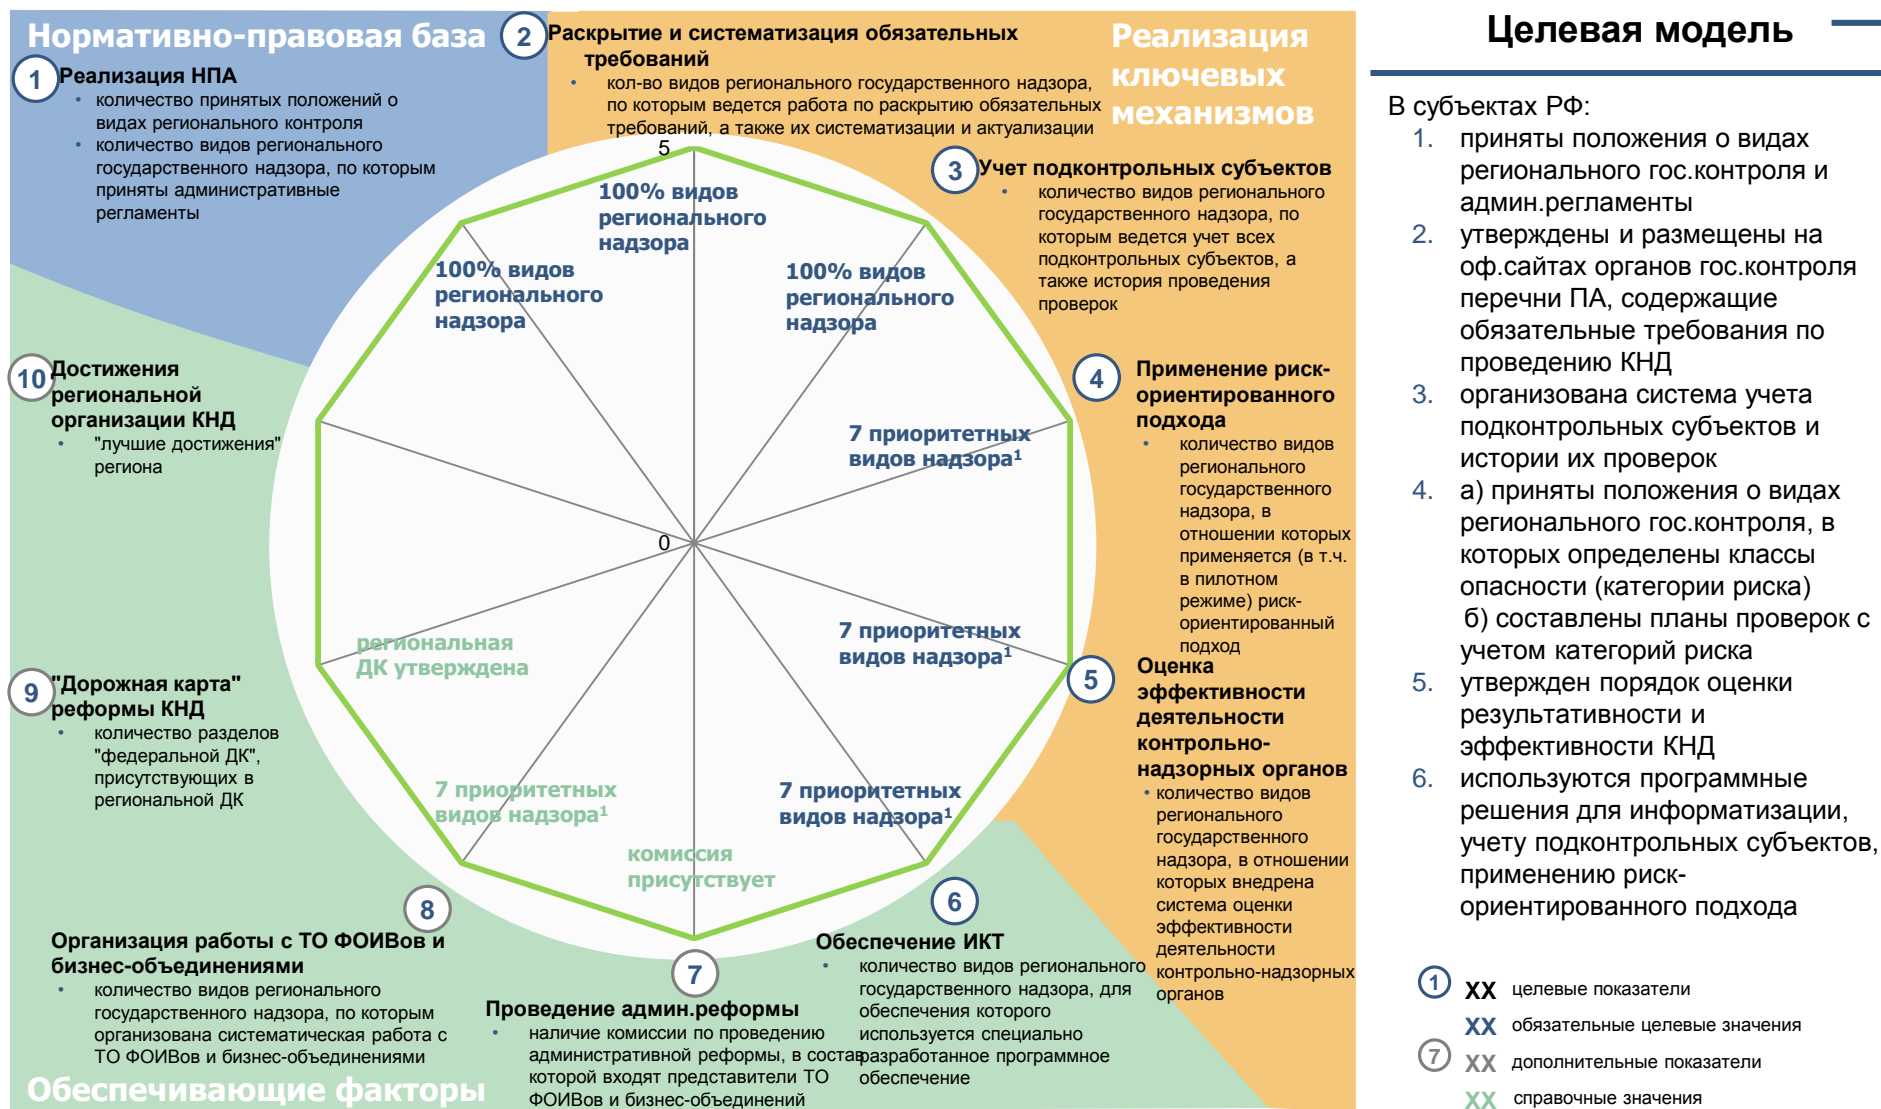 Нормативно-правовая база
1
Реализация НПА
• количество принятых положений о
видах регионального контроля
• количество видов регионального
государственного надзора, по которым
приняты административные
регламенты
2
Раскрытие и систематизация обязательных
требований
• кол-во видов регионального государственного надзора,
по которым ведется работа по раскрытию обязательных
требований, а также их систематизации и актуализации
Реализация
ключевых
механизмов
3
Учет подконтрольных субъектов
• количество видов регионального
государственного надзора, по
которым ведется учет всех
подконтрольных субъектов, а
также история проведения
проверок
4
Применение риск-
ориентированного
подхода
• количество видов
регионального
государственного
надзора, в
отношении которых
применяется (в т.ч.
в пилотном
режиме) риск-
ориентированный
подход
5
Оценка
эффективности
деятельности
контрольно-
надзорных органов
• количество видов
регионального
государственного
надзора, в отношении
которых внедрена
система оценки
эффективности
деятельности
контрольно-надзорных
органов
6
Обеспечение ИКТ
• количество видов регионального
государственного надзора, для
обеспечения которого
используется специально
разработанное программное
обеспечение
7
Проведение админ.реформы
• наличие комиссии по проведению
административной реформы, в состав
которой входят представители ТО
ФОИВов и бизнес-объединений
8
Организация работы с ТО ФОИВов и
бизнес-объединениями
• количество видов регионального
государственного надзора, по которым
организована систематическая работа с
ТО ФОИВов и бизнес-объединениями
Обеспечивающие факторы
9
"Дорожная карта"
реформы КНД
• количество разделов
"федеральной ДК",
присутствующих в
региональной ДК
10
Достижения
региональной
организации КНД
• "лучшие достижения"
региона
5
0
100% видов
регионального
надзора
100% видов
регионального
надзора
100% видов
регионального
надзора
7 приоритетных
видов надзора¹
7 приоритетных
видов надзора¹
7 приоритетных
видов надзора¹
комиссия
присутствует
7 приоритетных
видов надзора¹
региональная
ДК утверждена
Целевая модель
В субъектах РФ:
1. приняты положения о видах
регионального гос.контроля и
админ.регламенты
2. утверждены и размещены на
оф.сайтах органов гос.контроля
перечни ПА, содержащие
обязательные требования по
проведению КНД
3. организована система учета
подконтрольных субъектов и
истории их проверок
4. а) приняты положения о видах
регионального гос.контроля, в
которых определены классы
опасности (категории риска)
б) составлены планы проверок с
учетом категорий риска
5. утвержден порядок оценки
результативности и
эффективности КНД
6. используются программные
решения для информатизации,
учету подконтрольных субъектов,
применению риск-
ориентированного подхода
1 XX целевые показатели
XX обязательные целевые значения
7 XX дополнительные показатели
XX справочные значения